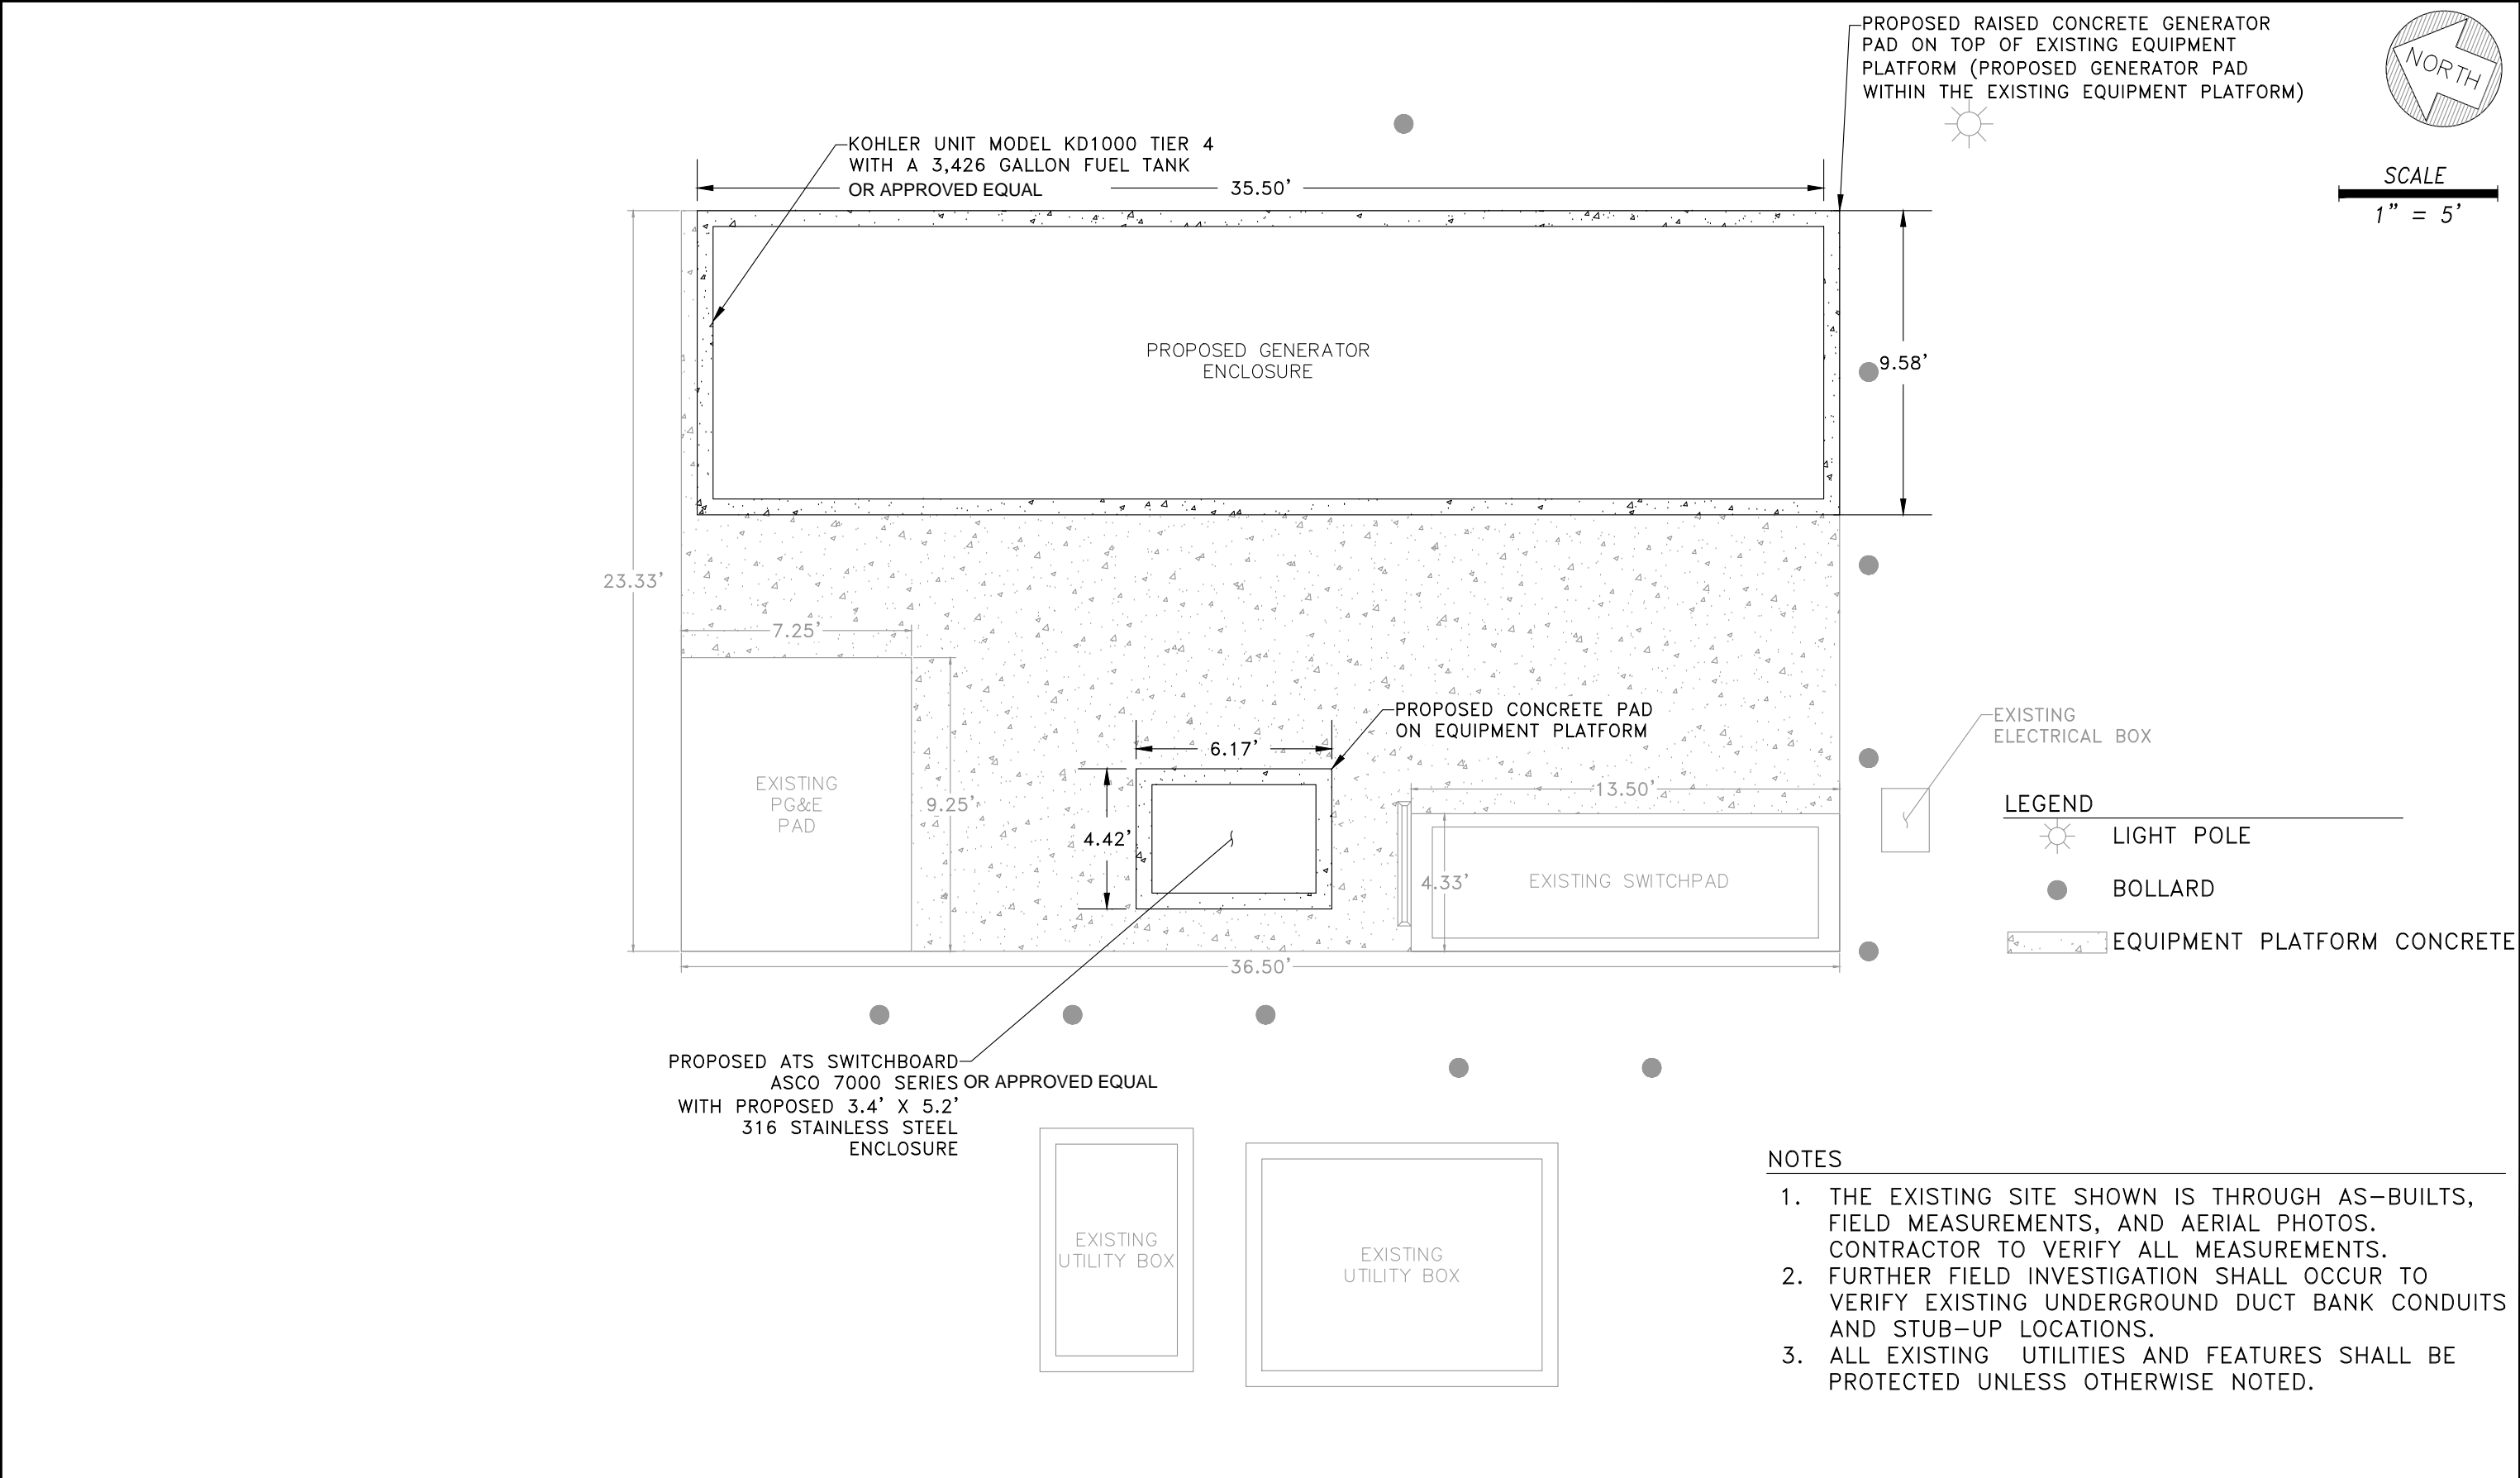 PROPOSED RAISED CONCRETE GENERATOR
PAD ON TOP OF EXISTING EQUIPMENT
PLATFORM (PROPOSED GENERATOR PAD
WITHIN THE EXISTING EQUIPMENT PLATFORM)
NORTH
SCALE
1” = 5’
KOHLER UNIT MODEL KD1000 TIER 4
WITH A 3,426 GALLON FUEL TANK
OR APPROVED EQUAL
35.50’
PROPOSED GENERATOR
ENCLOSURE
9.58’
23.33’
7.25’
PROPOSED CONCRETE PAD
ON EQUIPMENT PLATFORM
6.17’
EXISTING
ELECTRICAL BOX
EXISTING
PG&E
PAD
9.25’
4.42’
13.50’
4.33’
EXISTING SWITCHPAD
36.50’
LEGEND
LIGHT POLE
BOLLARD
EQUIPMENT PLATFORM CONCRETE
PROPOSED ATS SWITCHBOARD
ASCO 7000 SERIES OR APPROVED EQUAL
WITH PROPOSED 3.4’ X 5.2’
316 STAINLESS STEEL
ENCLOSURE
EXISTING
UTILITY BOX
EXISTING
UTILITY BOX
NOTES
1. THE EXISTING SITE SHOWN IS THROUGH AS-BUILTS,
FIELD MEASUREMENTS, AND AERIAL PHOTOS.
CONTRACTOR TO VERIFY ALL MEASUREMENTS.
2. FURTHER FIELD INVESTIGATION SHALL OCCUR TO
VERIFY EXISTING UNDERGROUND DUCT BANK CONDUITS
AND STUB-UP LOCATIONS.
3. ALL EXISTING UTILITIES AND FEATURES SHALL BE
PROTECTED UNLESS OTHERWISE NOTED.